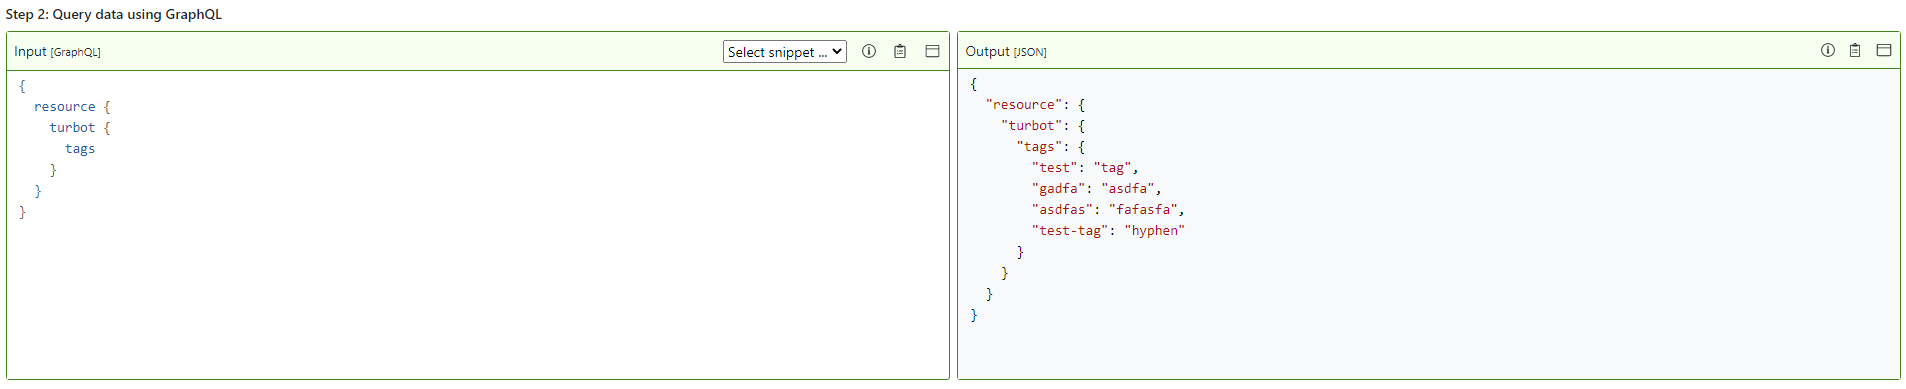 Step 2: Query data using GraphQL
Input [GraphQL]
Select snippet ...
{
  resource {
    turbot {
      tags
    }
  }
}
Output [JSON]
{
  "resource": {
    "turbot": {
      "tags": {
        "test": "tag",
        "gadfa": "asdfa",
        "asdfas": "fafasfa",
        "test-tag": "hyphen"
      }
    }
  }
}